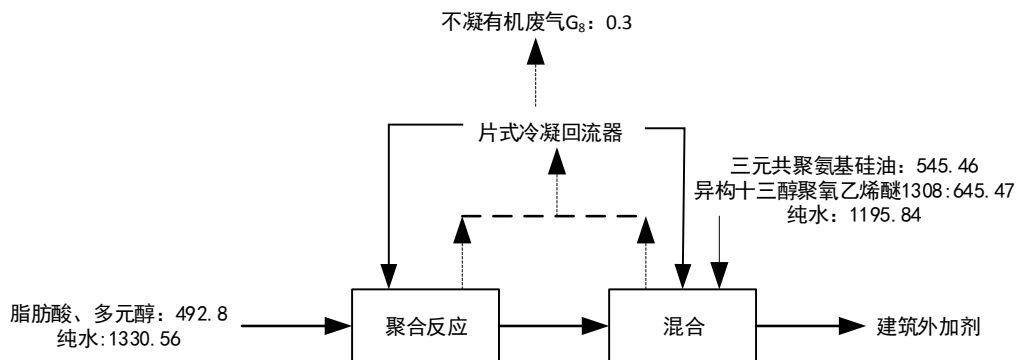 不凝有机废气G₈: 0.3
片式冷凝回流器
三元共聚氨基硅油: 545.46
异构十三醇聚氧乙烯醚1308:645.47
纯水: 1195.84
脂肪酸、多元醇: 492.8
纯水:1330.56
聚合反应
混合
建筑外加剂